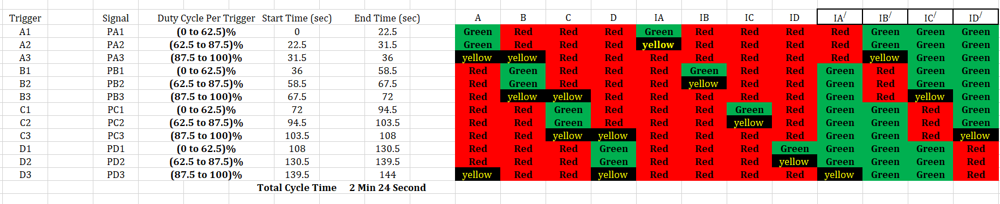 Trigger Signal Duty Cycle Per Trigger Start Time (sec) End Time (sec) A B C D IA IB IC ID IA/ IB/ IC/ ID/
A1 PA1 (0 to 62.5)% 0 22.5 Green Red Red Red Green Red Red Red Red Green Green Green
A2 PA2 (62.5 to 87.5)% 22.5 31.5 Green Red Red Red yellow Red Red Red Red Green Green Green
A3 PA3 (87.5 to 100)% 31.5 36 yellow yellow Red Red Red Red Red Red Red yellow Green Green
B1 PB1 (0 to 62.5)% 36 58.5 Red Green Red Red Red Green Red Red Green Red Green Green
B2 PB2 (62.5 to 87.5)% 58.5 67.5 Red Green Red Red Red yellow Red Red Green Red Green Green
B3 PB3 (87.5 to 100)% 67.5 72 Red yellow yellow Red Red Red Red Red Green Red yellow Green
C1 PC1 (0 to 62.5)% 72 94.5 Red Red Green Red Red Red Green Red Green Green Red Green
C2 PC2 (62.5 to 87.5)% 94.5 103.5 Red Red Green Red Red Red yellow Red Green Green Red Green
C3 PC3 (87.5 to 100)% 103.5 108 Red Red yellow yellow Red Red Red Red Green Green Red yellow
D1 PD1 (0 to 62.5)% 108 130.5 Red Red Red Green Red Red Red Green Green Green Green Red
D2 PD2 (62.5 to 87.5)% 130.5 139.5 Red Red Red Green Red Red Red yellow Green Green Green Red
D3 PD3 (87.5 to 100)% 139.5 144 yellow Red Red yellow Red Red Red Red yellow Green Green Red
Total Cycle Time 2 Min 24 Second